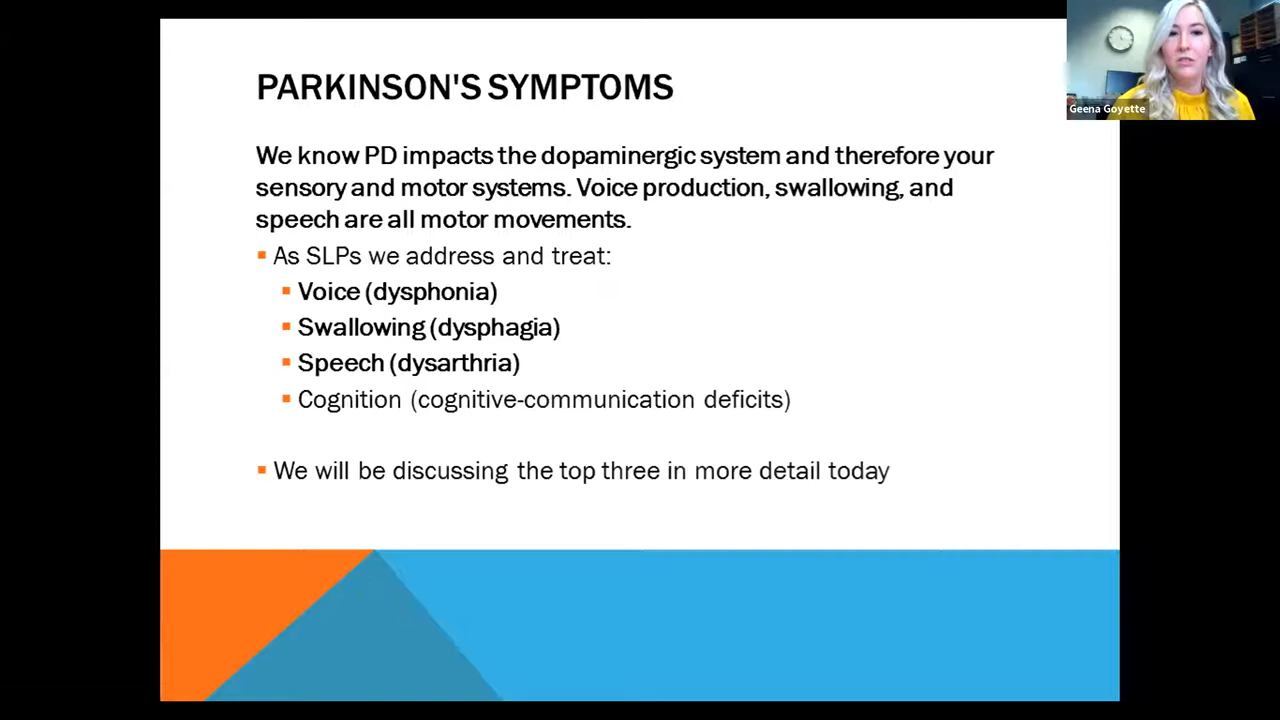 PARKINSON'S SYMPTOMS
We know PD impacts the dopaminergic system and therefore your
sensory and motor systems. Voice production, swallowing, and
speech are all motor movements.
As SLPs we address and treat:
Voice (dysphonia)
Swallowing (dysphagia)
Speech (dysarthria)
Cognition (cognitive-communication deficits)
We will be discussing the top three in more detail today
Geena Goyette